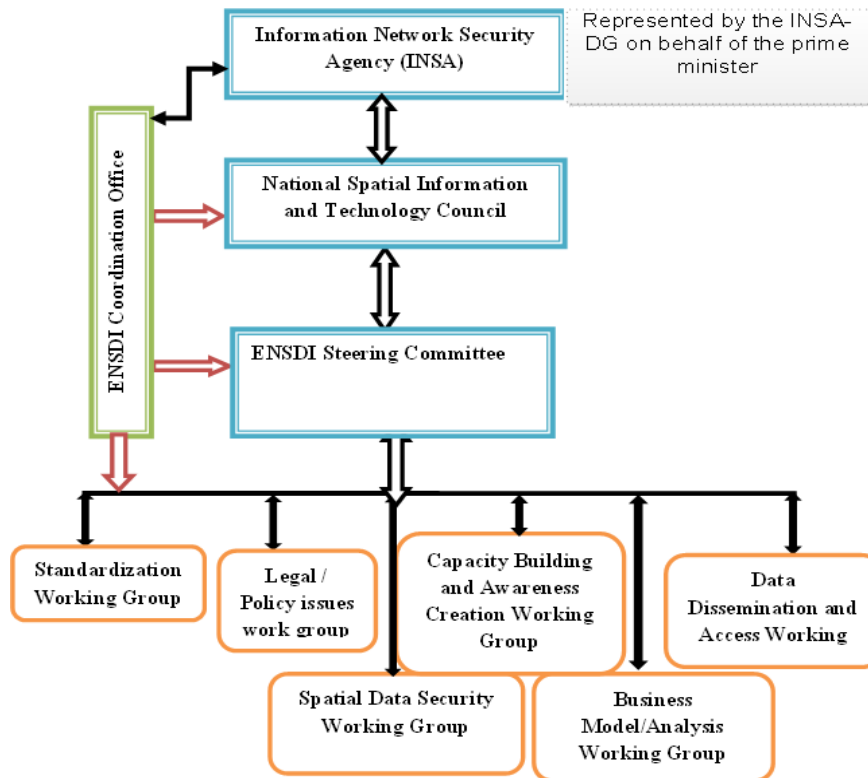 Information Network Security
Agency (INSA)
Represented by the INSA-
DG on behalf of the prime
minister
ENSDI Coordination Office
National Spatial Information
and Technology Council
ENSDI Steering Committee
Standardization
Working Group
Legal /
Policy issues
work group
Capacity Building
and Awareness
Creation Working
Group
Data
Dissemination and
Access Working
Spatial Data Security
Working Group
Business
Model/Analysis
Working Group